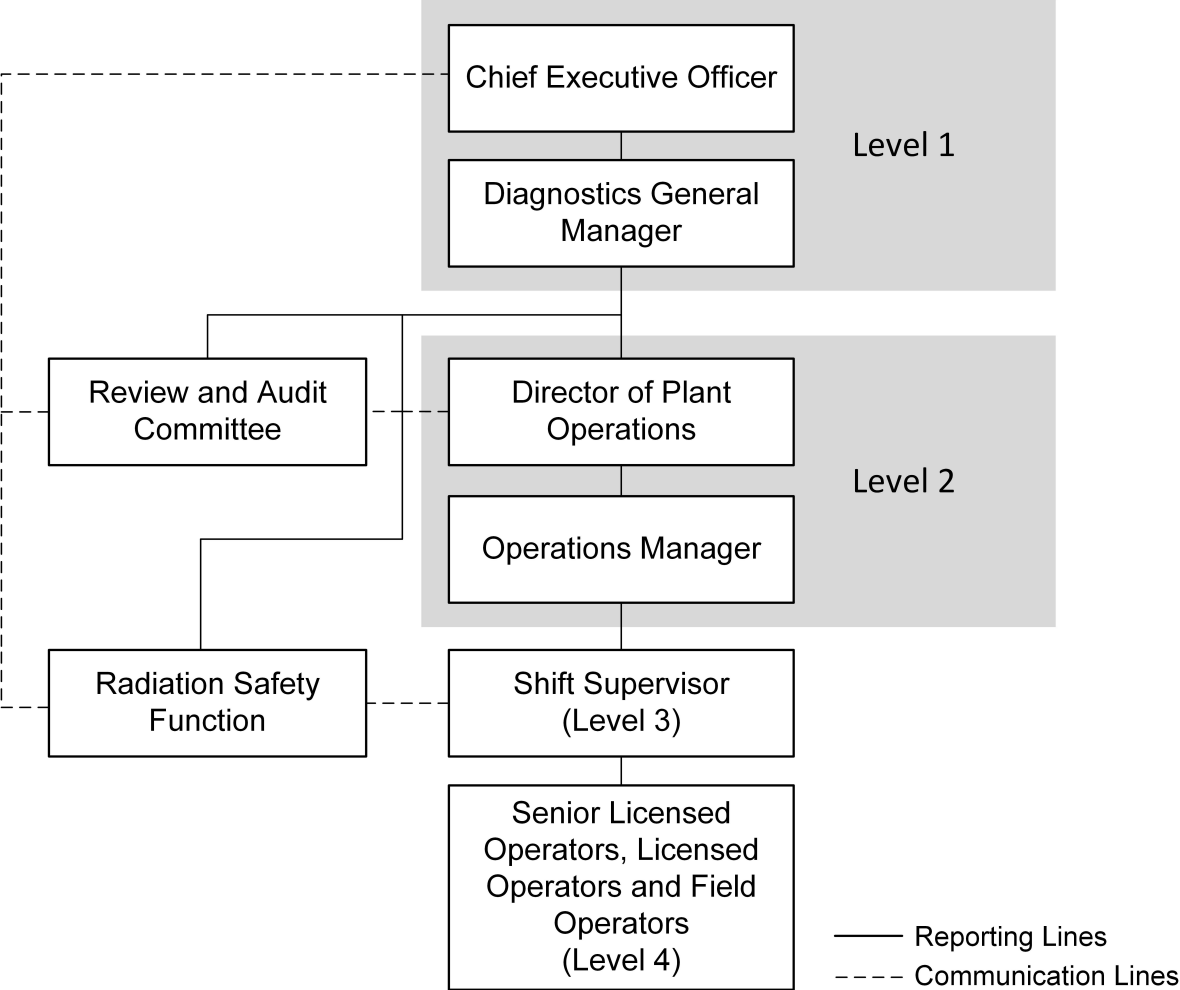 Chief Executive Officer
Level 1
Diagnostics General
Manager
Review and Audit
Committee
Director of Plant
Operations
Level 2
Operations Manager
Radiation Safety
Function
Shift Supervisor
(Level 3)
Senior Licensed
Operators, Licensed
Operators and Field
Operators
(Level 4)
Reporting Lines
Communication Lines